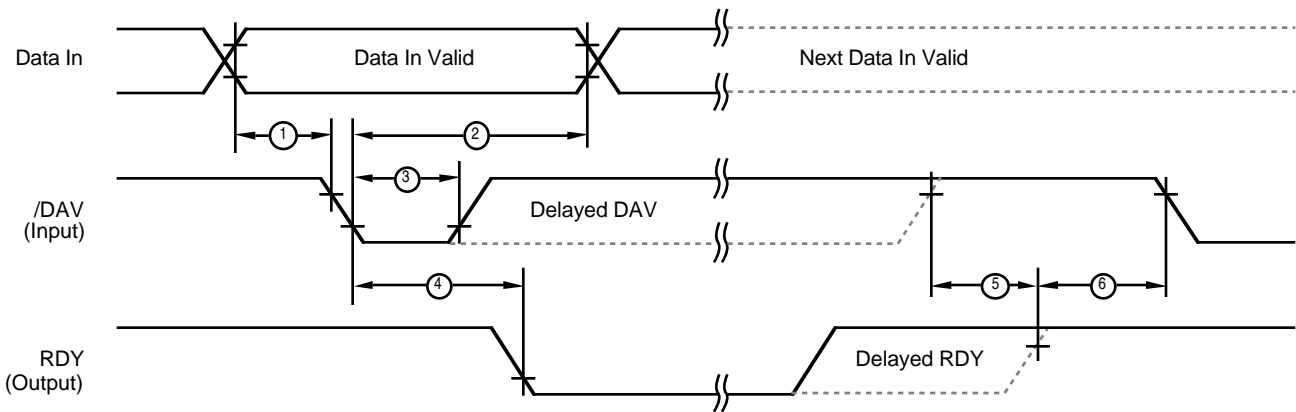 Data In
Data In Valid
Next Data In Valid
1
2
3
/DAV
(Input)
Delayed DAV
4
5
6
RDY
(Output)
Delayed RDY